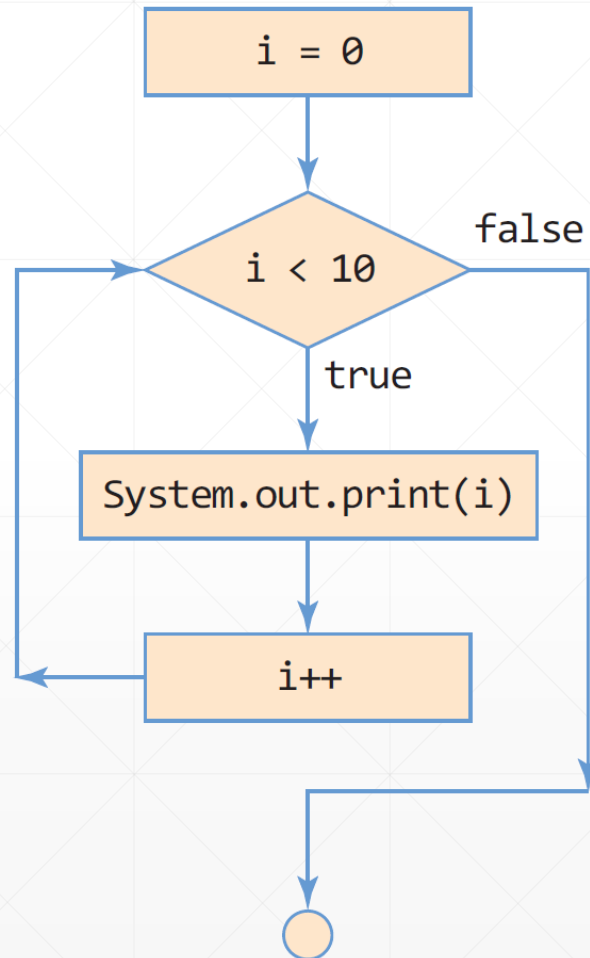 i = 0
false
i < 10
true
System.out.print(i)
i++